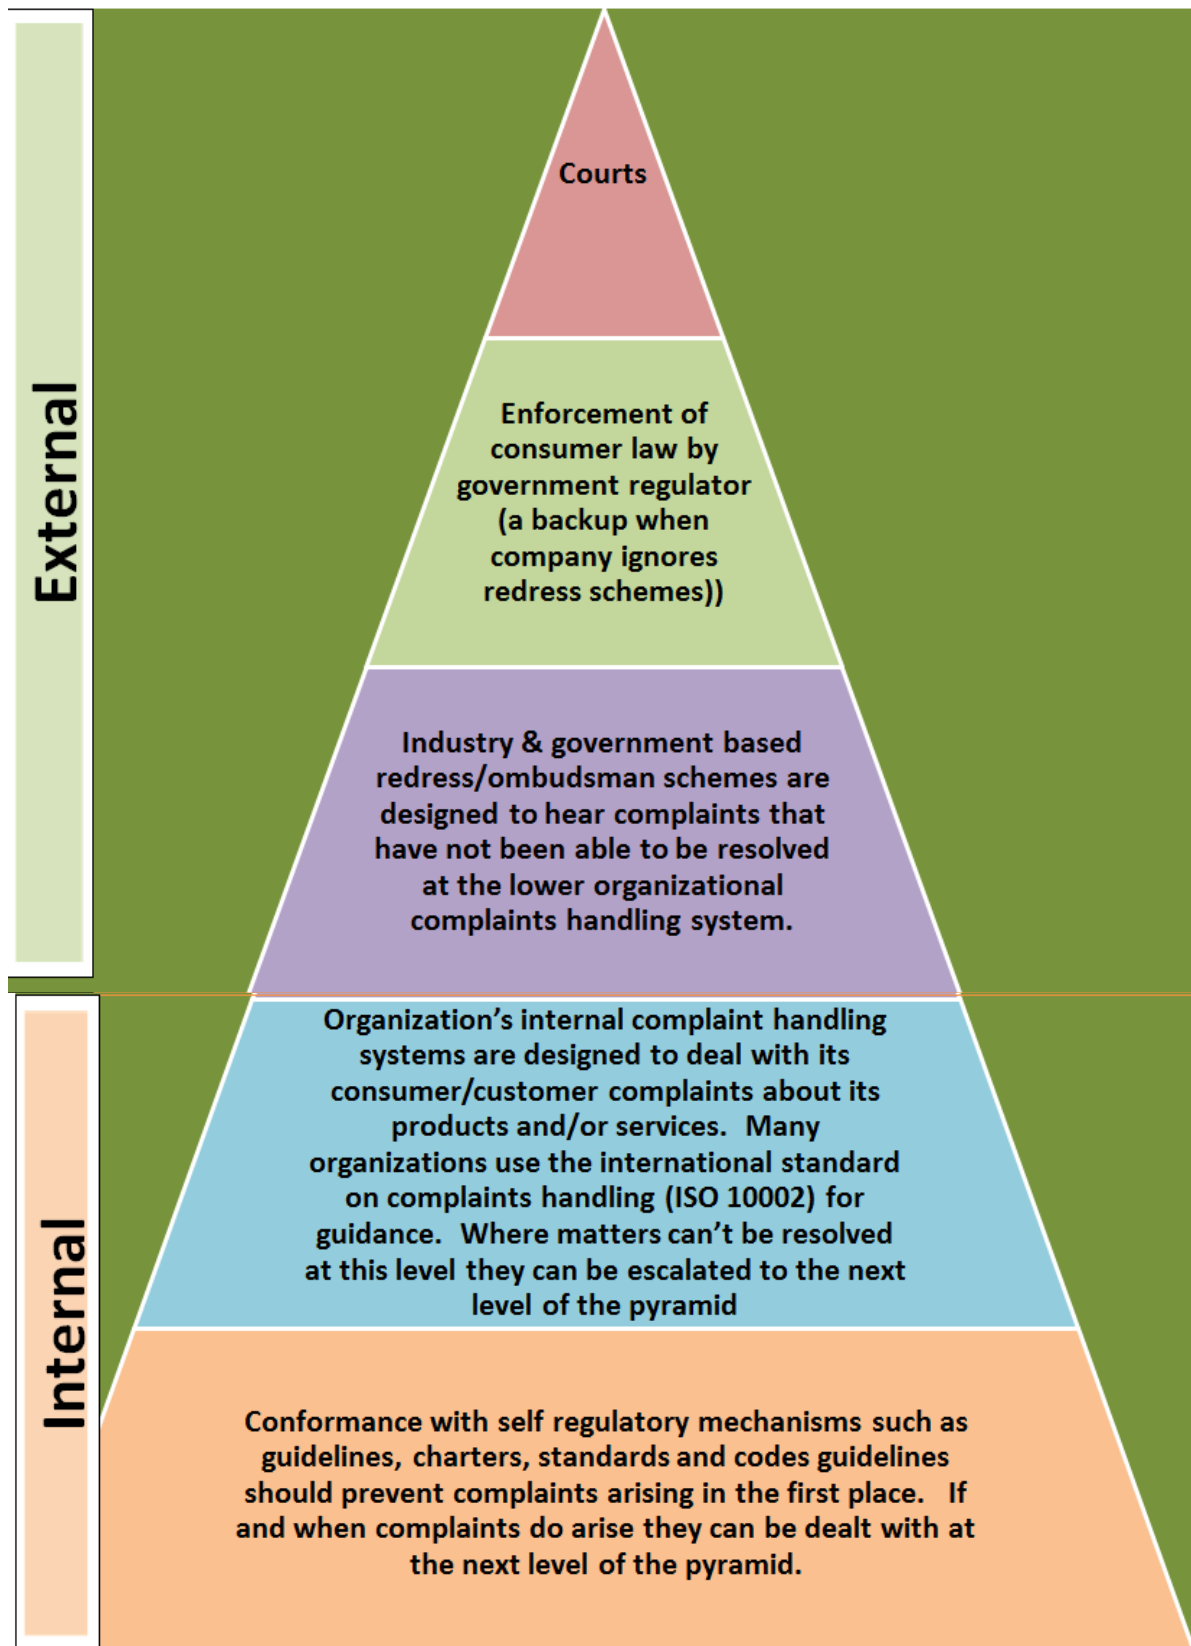 External
Courts
Enforcement of
consumer law by
government regulator
(a backup when
company ignores
redress schemes))
Industry & government based
redress/ombudsman schemes are
designed to hear complaints that
have not been able to be resolved
at the lower organizational
complaints handling system.
Internal
Organization’s internal complaint handling
systems are designed to deal with its
consumer/customer complaints about its
products and/or services.  Many
organizations use the international standard
on complaints handling (ISO 10002) for
guidance.  Where matters can’t be resolved
at this level they can be escalated to the next
level of the pyramid
Conformance with self regulatory mechanisms such as
guidelines, charters, standards and codes guidelines
should prevent complaints arising in the first place.   If
and when complaints do arise they can be dealt with at
the next level of the pyramid.